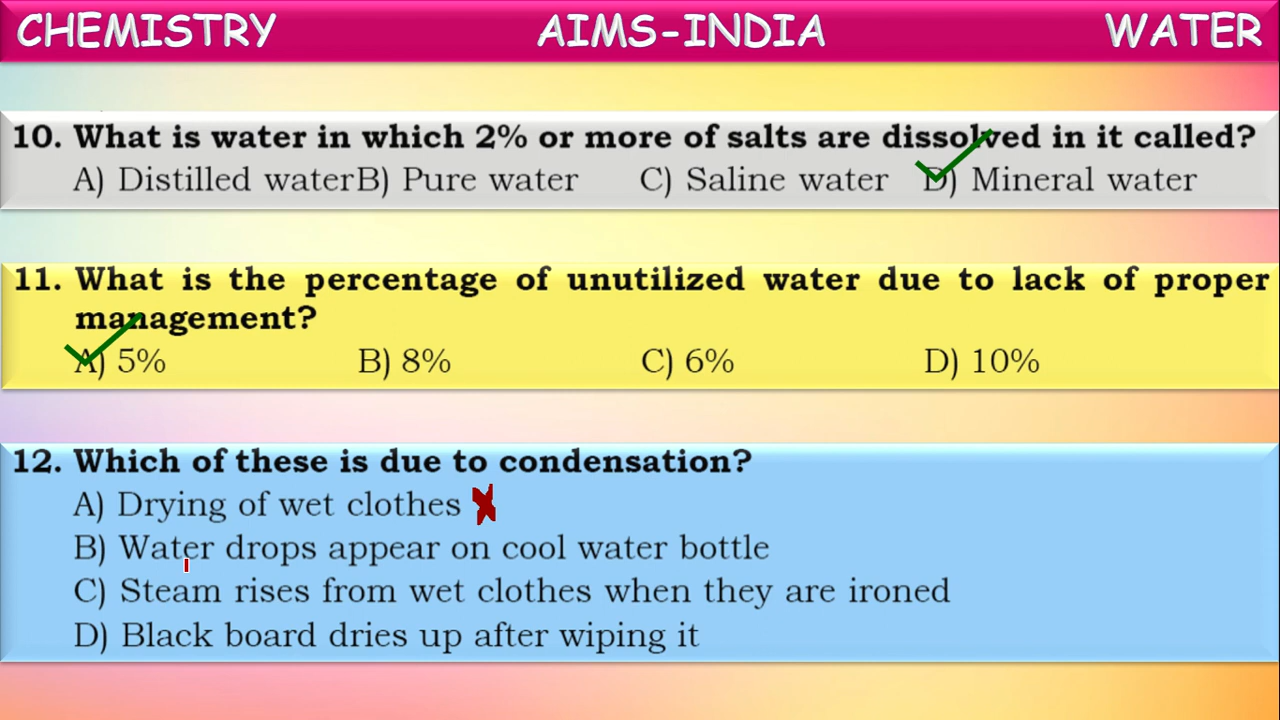 CHEMISTRY AIMS-INDIA WATER
10. What is water in which 2% or more of salts are dissolved in it called?
A) Distilled water B) Pure water C) Saline water D) Mineral water
11. What is the percentage of unutilized water due to lack of proper
management?
A) 5% B) 8% C) 6% D) 10%
12. Which of these is due to condensation?
A) Drying of wet clothes
B) Water drops appear on cool water bottle
C) Steam rises from wet clothes when they are ironed
D) Black board dries up after wiping it